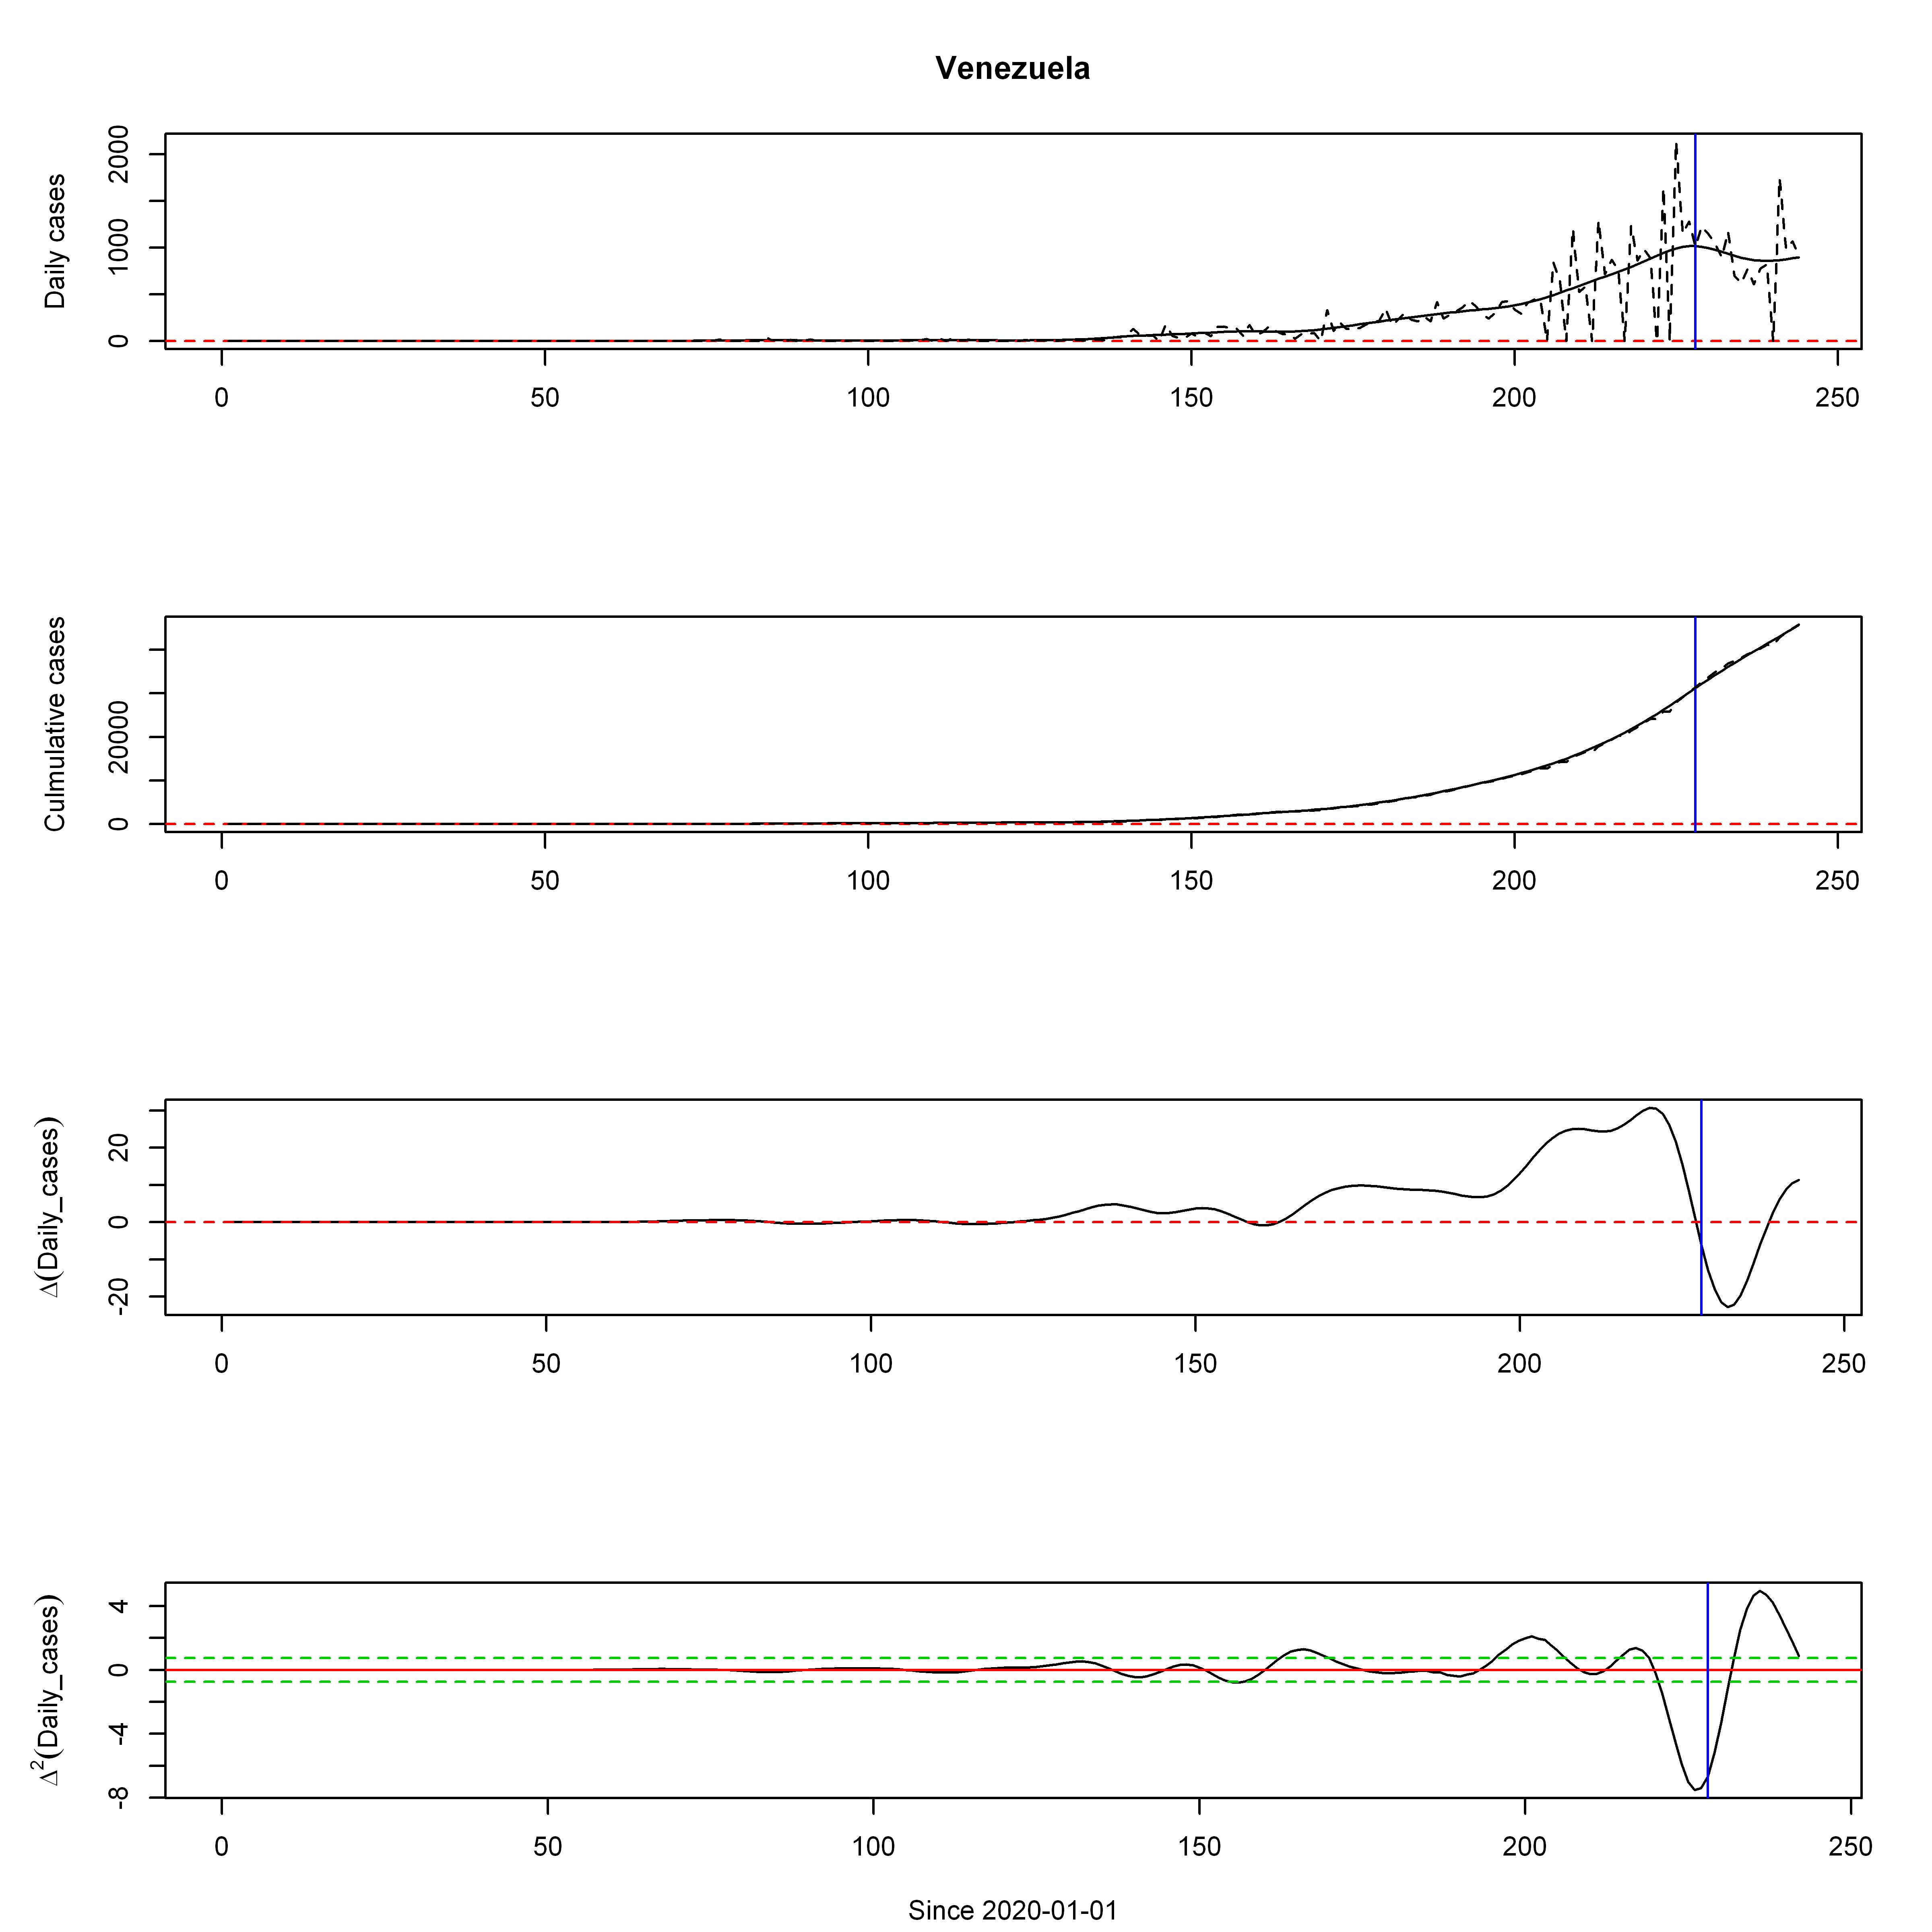 Venezuela
Daily cases
0 1000 2000
0 50 100 150 200 250
Culmulative cases
0 20000
0 50 100 150 200 250
Δ(Daily_cases)
-20 0 20
0 50 100 150 200 250
Δ²(Daily_cases)
-8 -4 0 4
0 50 100 150 200 250
Since 2020-01-01